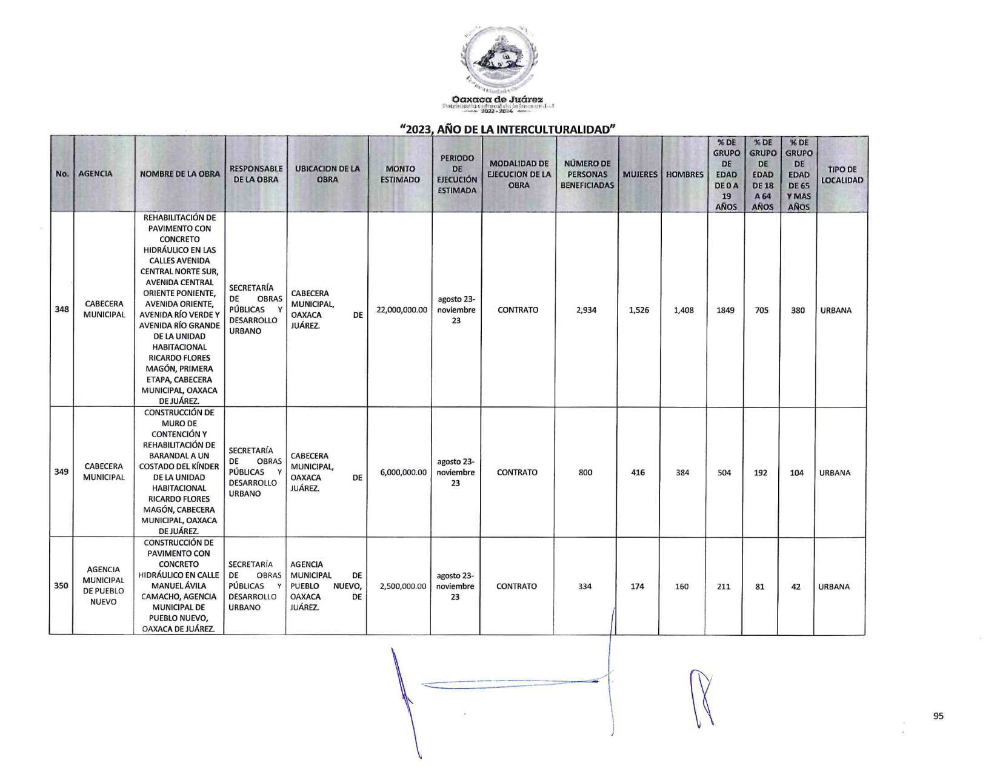 Oaxaca de Juárez
Patrimonio cultural de la humanidad
2022 - 2024
"2023, AÑO DE LA INTERCULTURALIDAD"
No.
AGENCIA
NOMBRE DE LA OBRA
RESPONSABLE
DE LA OBRA
UBICACION DE LA
OBRA
MONTO
ESTIMADO
PERIODO
DE
EJECUCIÓN
ESTIMADA
MODALIDAD DE
EJECUCION DE LA
OBRA
NÚMERO DE
PERSONAS
BENEFICIADAS
MUJERES
HOMBRES
% DE
GRUPO
DE
EDAD
DE 0 A
19
AÑOS
% DE
GRUPO
DE
EDAD
DE 18
A 64
AÑOS
% DE
GRUPO
DE
EDAD
DE 65
Y MAS
AÑOS
TIPO DE
LOCALIDAD
348
CABECERA
MUNICIPAL
REHABILITACIÓN DE
PAVIMENTO CON
CONCRETO
HIDRÁULICO EN LAS
CALLES AVENIDA
CENTRAL NORTE SUR,
AVENIDA CENTRAL
ORIENTE PONIENTE,
AVENIDA ORIENTE,
AVENIDA RÍO VERDE Y
AVENIDA RÍO GRANDE
DE LA UNIDAD
HABITACIONAL
RICARDO FLORES
MAGÓN, PRIMERA
ETAPA, CABECERA
MUNICIPAL, OAXACA
DE JUÁREZ.
SECRETARÍA
DE OBRAS
PÚBLICAS Y
DESARROLLO
URBANO
CABECERA
MUNICIPAL,
OAXACA DE
JUÁREZ.
22,000,000.00
agosto 23-
noviembre
23
CONTRATO
2,934
1,526
1,408
1849
705
380
URBANA
349
CABECERA
MUNICIPAL
CONSTRUCCIÓN DE
MURO DE
CONTENCIÓN Y
REHABILITACIÓN DE
BARANDAL A UN
COSTADO DEL KÍNDER
DE LA UNIDAD
HABITACIONAL
RICARDO FLORES
MAGÓN, CABECERA
MUNICIPAL, OAXACA
DE JUÁREZ.
SECRETARÍA
DE OBRAS
PÚBLICAS Y
DESARROLLO
URBANO
CABECERA
MUNICIPAL,
OAXACA DE
JUÁREZ.
6,000,000.00
agosto 23-
noviembre
23
CONTRATO
800
416
384
504
192
104
URBANA
350
AGENCIA
MUNICIPAL
DE PUEBLO
NUEVO
CONSTRUCCIÓN DE
PAVIMENTO CON
CONCRETO
HIDRÁULICO EN CALLE
MANUEL ÁVILA
CAMACHO, AGENCIA
MUNICIPAL DE
PUEBLO NUEVO,
OAXACA DE JUÁREZ.
SECRETARÍA
DE OBRAS
PÚBLICAS Y
DESARROLLO
URBANO
AGENCIA
MUNICIPAL DE
PUEBLO NUEVO,
OAXACA DE
JUÁREZ.
2,500,000.00
agosto 23-
noviembre
23
CONTRATO
334
174
160
211
81
42
URBANA
95